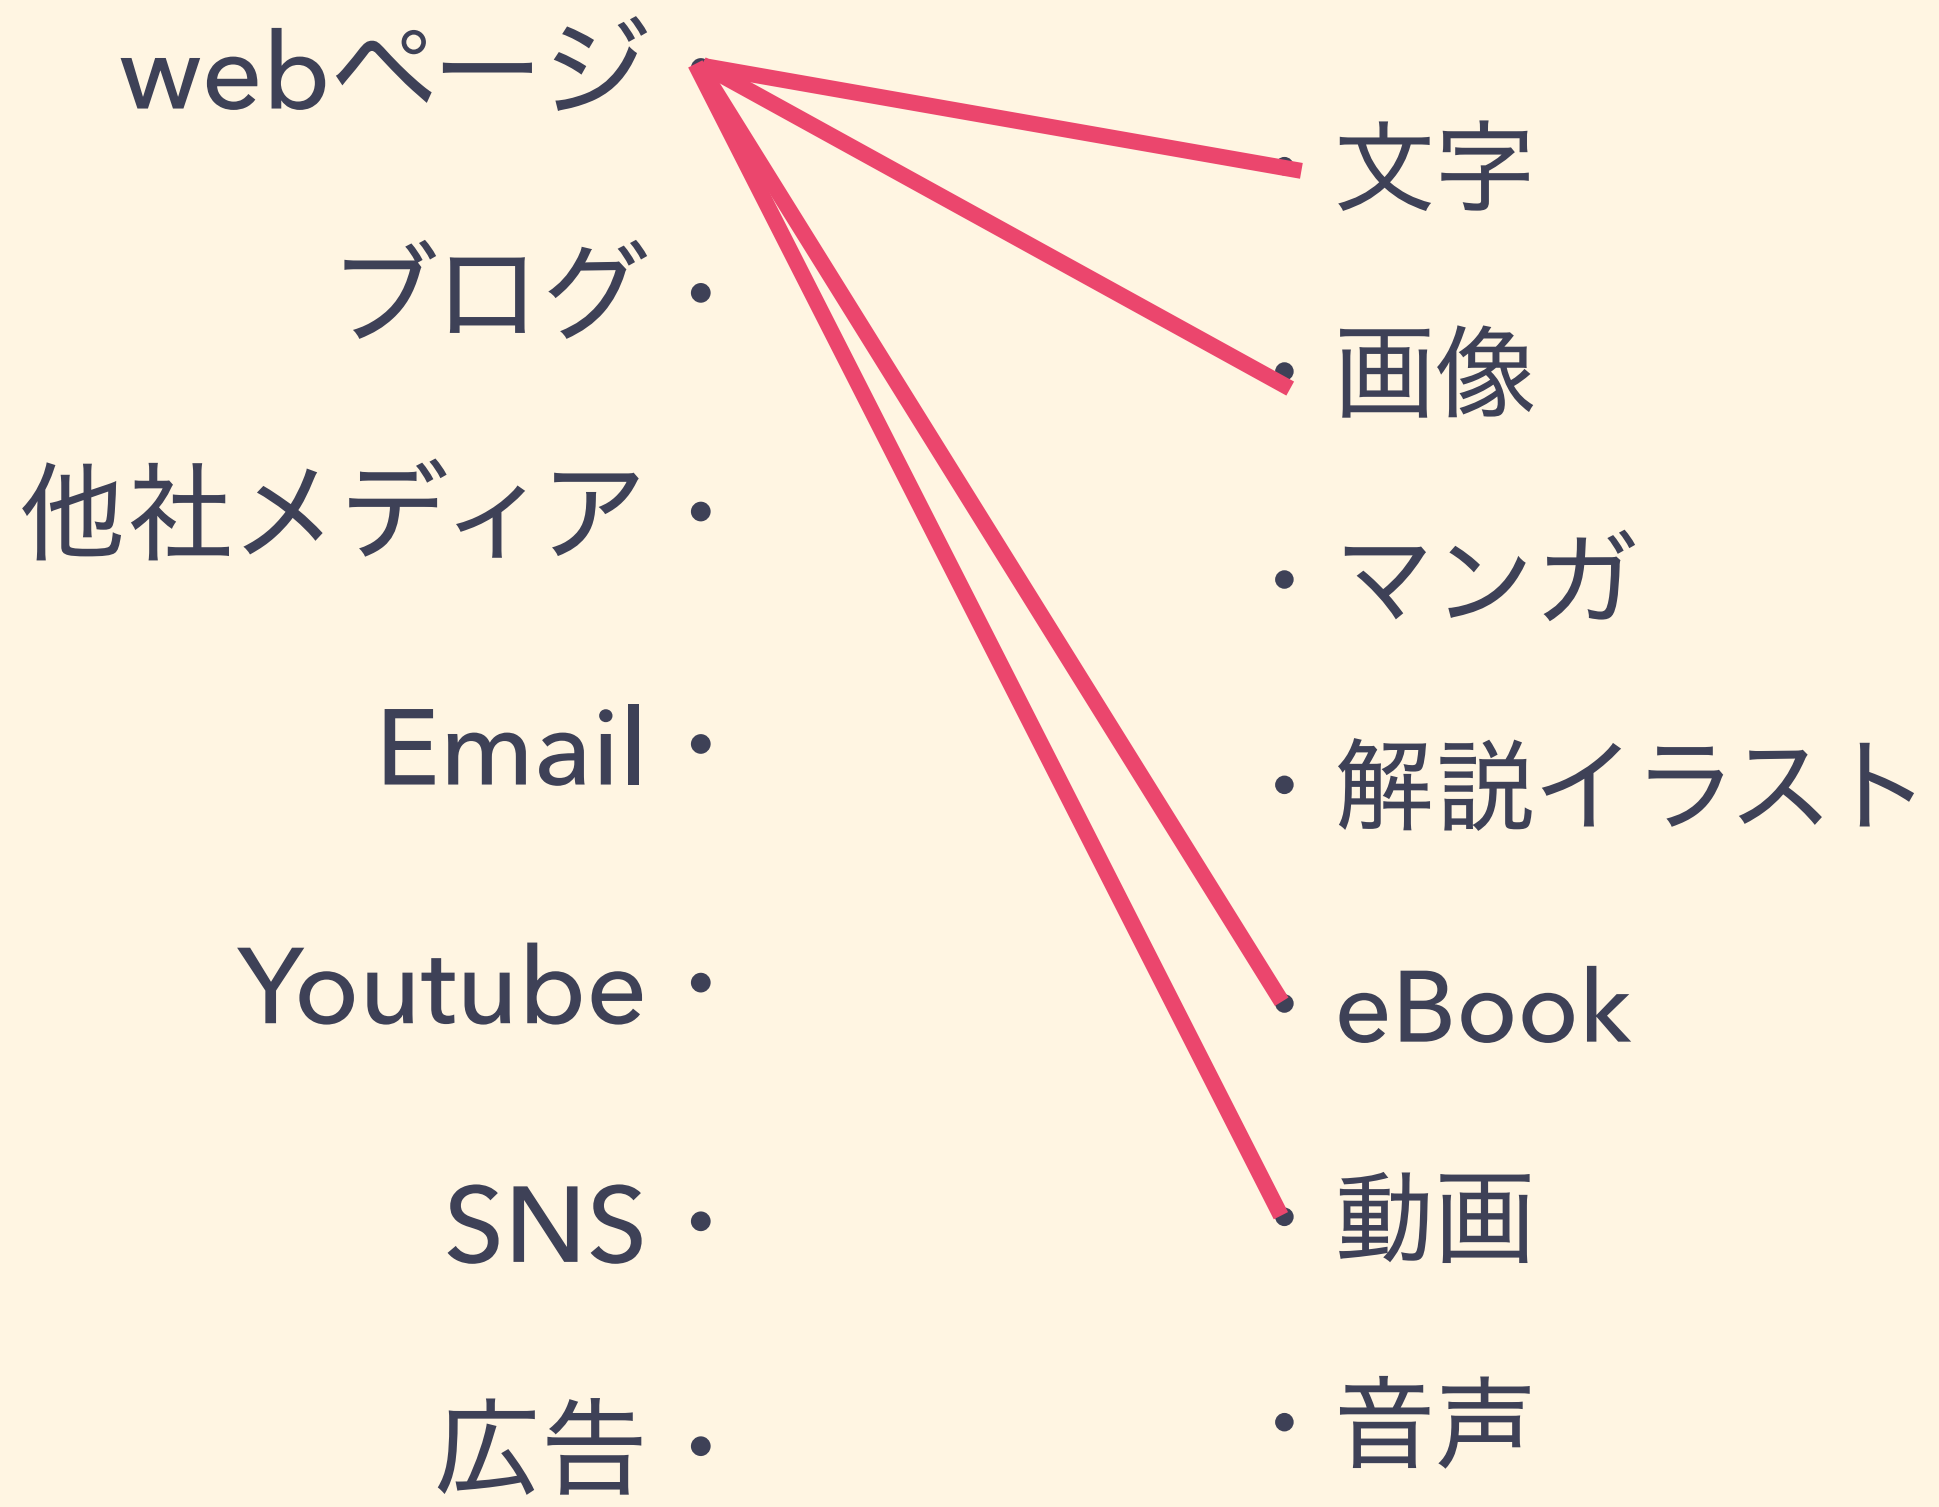 webページ・
ブログ・
他社メディア・
Email・
Youtube・
SNS・
広告・
・文字
・画像
・マンガ
・解説イラスト
・eBook
・動画
・音声